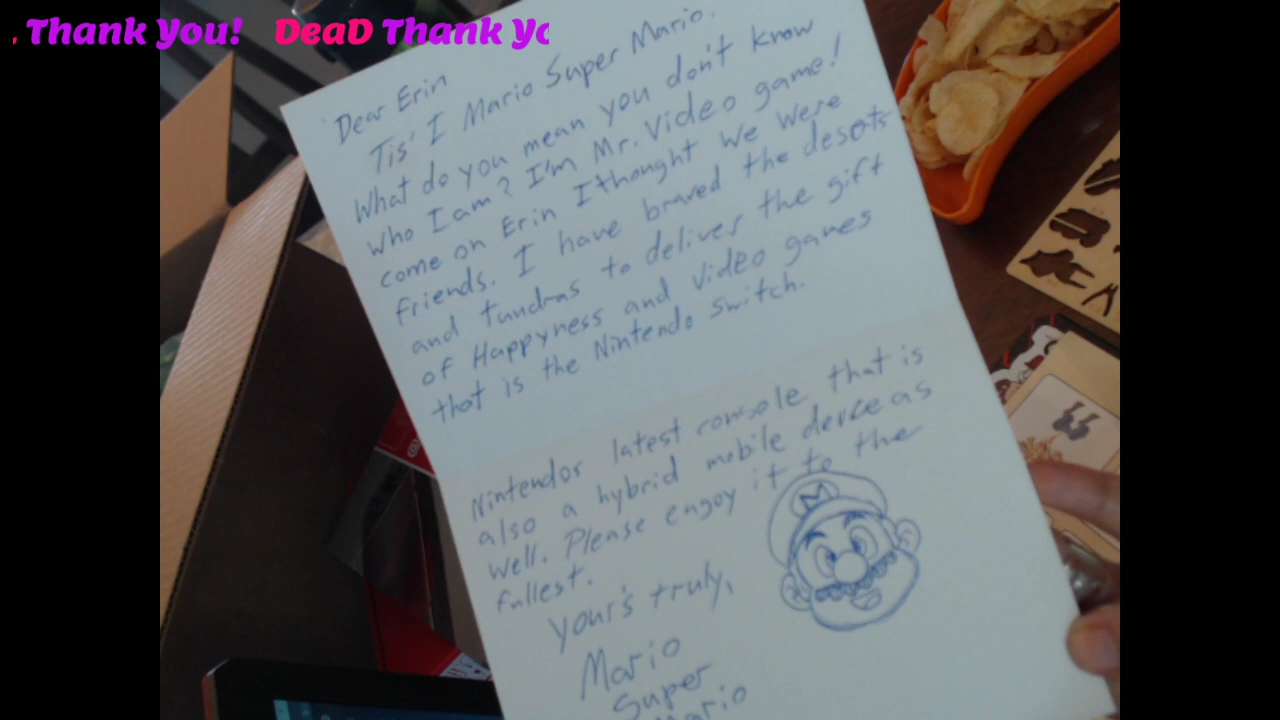 . Thank You! DeaD Thank Yo
Dear Erin
Tis' I Mario Super Mario.
What do you mean you don't know
who I am? I'm Mr. Video game!
come on Erin I thought we were
friends. I have braved the deserts
and tundras to deliver the gift
of Happyness and video games
that is the Nintendo Switch.
Nintendos latest console that is
also a hybrid mobile device as
well. Please engoy it to the
fullest.
your's truly,
Mario
Super
Mario
M